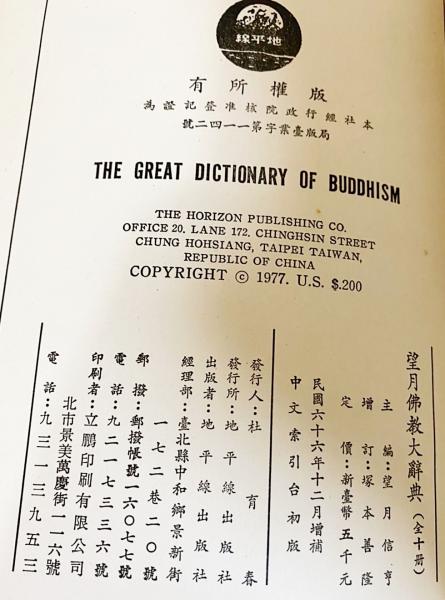 地平線
版權所有
本社經行政院核准登記證為
局版臺業字第一一四二號
THE GREAT DICTIONARY OF BUDDHISM
THE HORIZON PUBLISHING CO.
OFFICE 20. LANE 172. CHINGHSIN STREET
CHUNG HOHSIANG, TAIPEI TAIWAN,
REPUBLIC OF CHINA
COPYRIGHT © 1977. U. S. $.200
望月佛教大辭典(全十冊)
主編:望月信亨
增訂:塚本善隆
定價:新臺幣五千元
民國六十六年十二月增補
中文索引台初版
發行人:杜育春
發行所:地平線出版社
出版者:地平線出版社
經理部:臺北縣中和鄉景新街
一七二巷二〇號
郵撥:郵撥帳號一六〇七七號
電話:九二一七三三六號
印刷者:立鵬印刷有限公司
北市景美萬慶街一一六號
電話:九三一三九五三